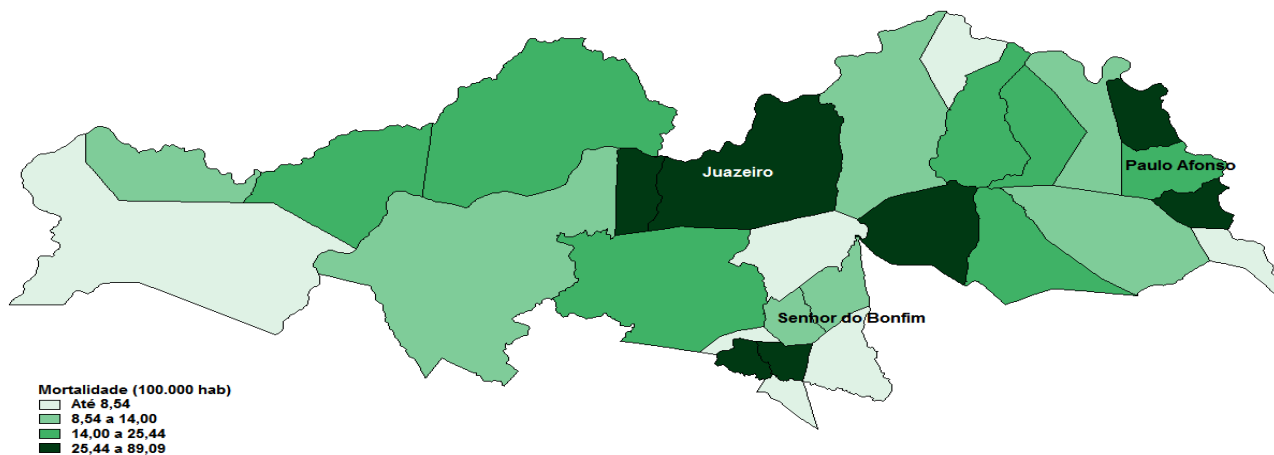 Juazeiro
Paulo Afonso
Senhor do Bonfim
Mortalidade (100.000 hab)
Até 8,54
8,54 a 14,00
14,00 a 25,44
25,44 a 89,09